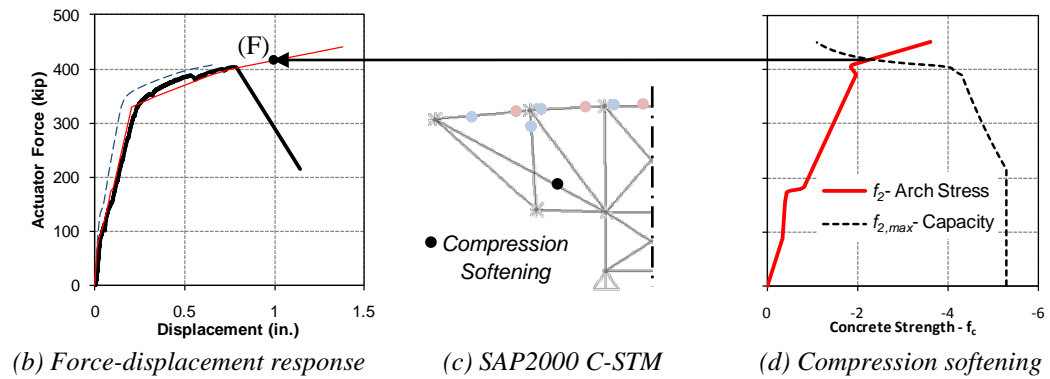 500
400
300
200
100
0
Actuator Force (kip)
0 0.5 1 1.5
Displacement (in.)
(F)
Compression
Softening
f2- Arch Stress
f2,max- Capacity
0 -2 -4 -6
Concrete Strength - fc
(b) Force-displacement response (c) SAP2000 C-STM (d) Compression softening